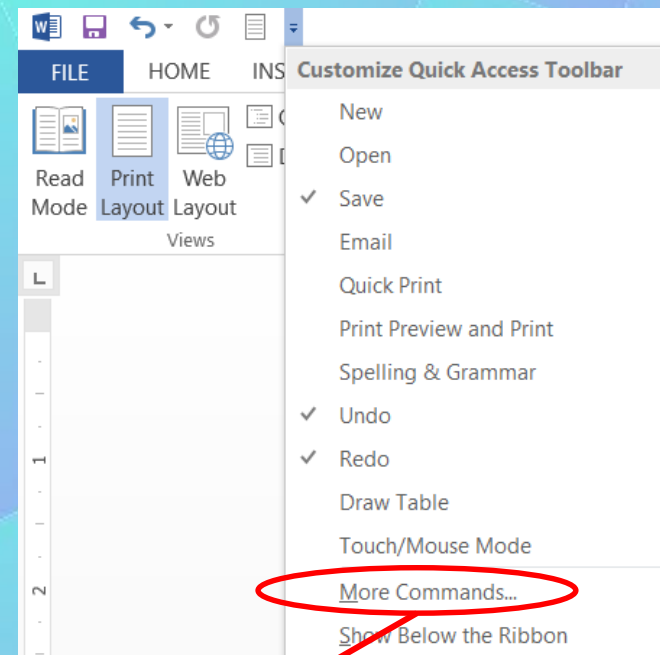 FILE HOME INS
Customize Quick Access Toolbar
New
Open
Save
Email
Quick Print
Print Preview and Print
Spelling & Grammar
Undo
Redo
Draw Table
Touch/Mouse Mode
More Commands...
Show Below the Ribbon
Read Mode
Print Layout
Web Layout
Views
1
2